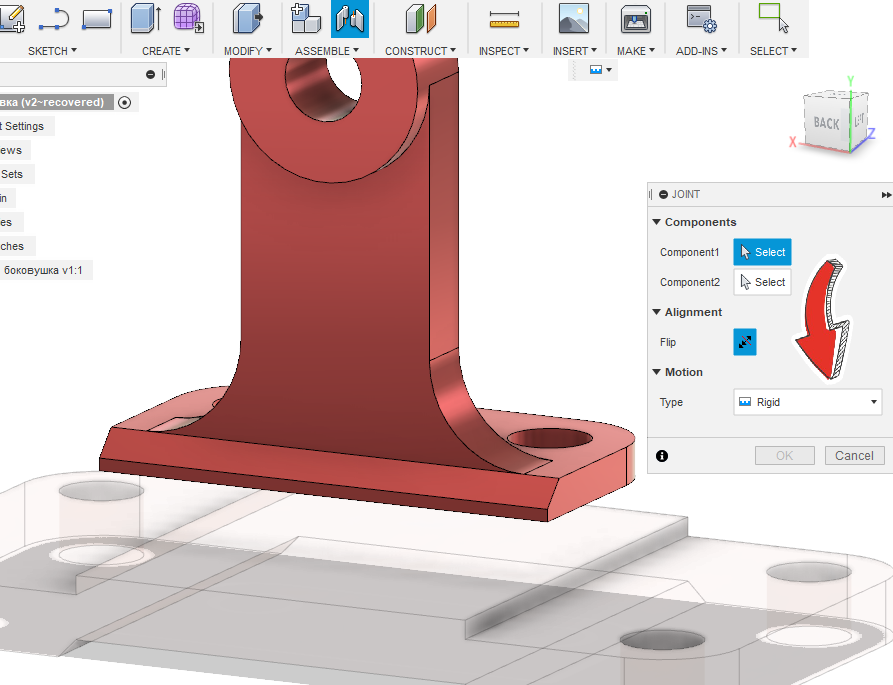 SKETCH
CREATE
MODIFY
ASSEMBLE
CONSTRUCT
INSPECT
INSERT
MAKE
ADD-INS
SELECT
вка (v2~recovered)
t Settings
ews
Sets
in
es
ches
боковушка v1:1
Y
BACK
LEFT
X
Z
JOINT
Components
Component1
Select
Component2
Select
Alignment
Flip
Motion
Type
Rigid
OK
Cancel